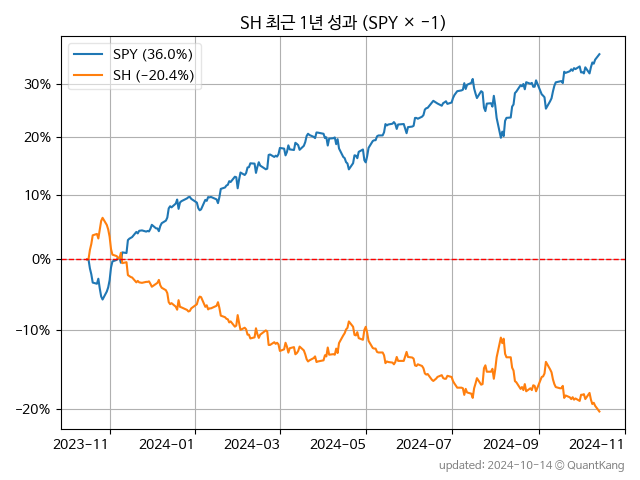 SH 최근 1년 성과 (SPY × −1)
SPY (36.0%)
SH (−20.4%)
30%
20%
10%
0%
−10%
−20%
2023-11 2024-01 2024-03 2024-05 2024-07 2024-09 2024-11
updated: 2024-10-14 @ QuantKang